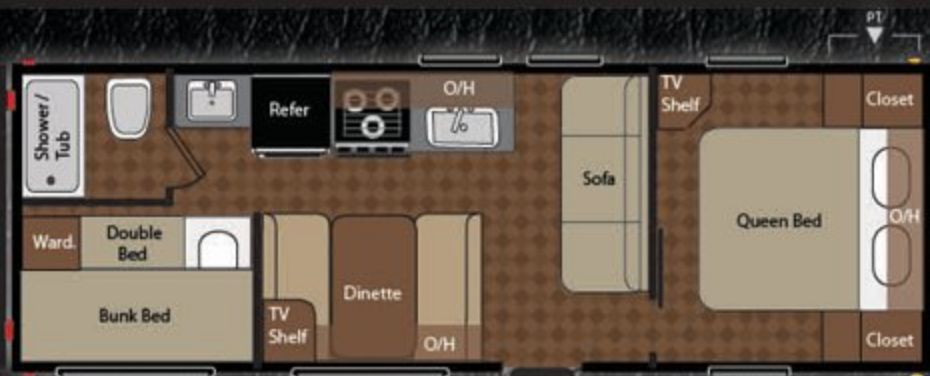 PT
Shower/
Tub
Refer
O/H
TV
Shelf
Closet
Sofa
Queen Bed
O/H
Ward.
Double
Bed
Bunk Bed
Dinette
TV
Shelf
O/H
Closet